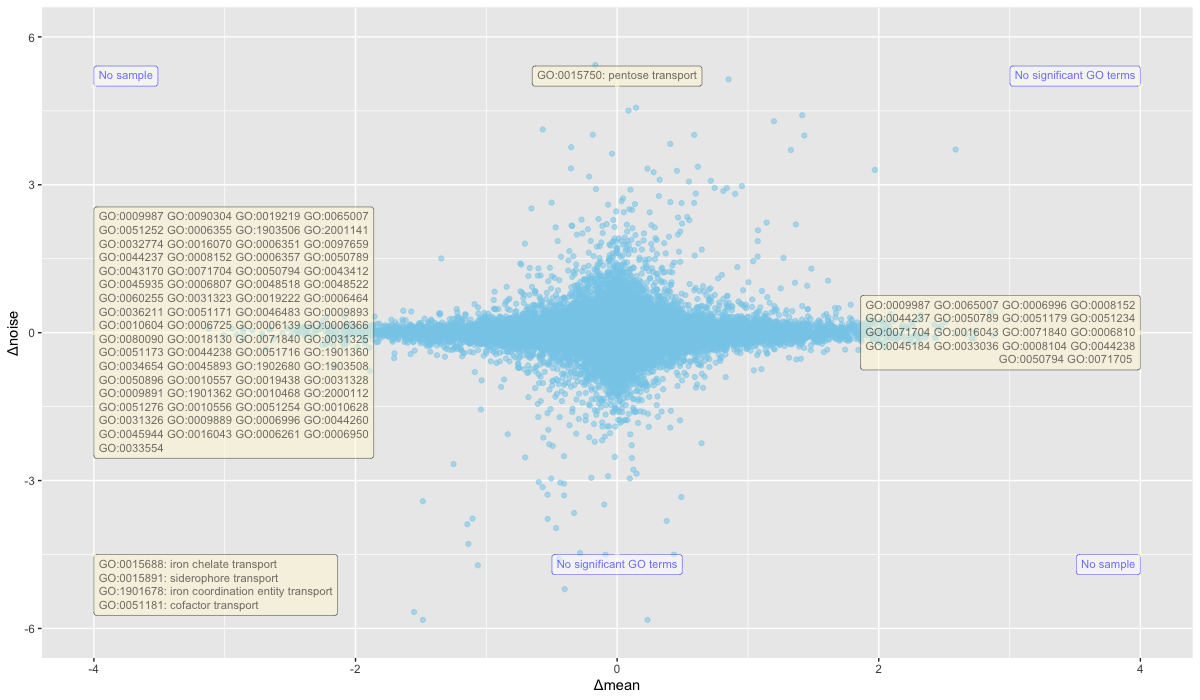 6
No sample
GO:0015750: pentose transport
No significant GO terms
3
GO:0009987 GO:0090304 GO:0019219 GO:0065007
GO:0051252 GO:0006355 GO:1903506 GO:2001141
GO:0032774 GO:0016070 GO:0006351 GO:0097659
GO:0044237 GO:0008152 GO:0006357 GO:0050789
GO:0043170 GO:0071704 GO:0050794 GO:0043412
GO:0045935 GO:0006807 GO:0048518 GO:0048522
GO:0060255 GO:0031323 GO:0019222 GO:0006464
GO:0036211 GO:0051171 GO:0046483 GO:0009893
GO:0010604 GO:0006725 GO:0006139 GO:0006366
GO:0080090 GO:0018130 GO:0071840 GO:0031325
GO:0051173 GO:0044238 GO:0051716 GO:1901360
GO:0034654 GO:0045893 GO:1902680 GO:1903508
GO:0050896 GO:0010557 GO:0019438 GO:0031328
GO:0009891 GO:1901362 GO:0010468 GO:2000112
GO:0051276 GO:0010556 GO:0051254 GO:0010628
GO:0031326 GO:0009889 GO:0006996 GO:0044260
GO:0045944 GO:0016043 GO:0006261 GO:0006950
GO:0033554
GO:0009987 GO:0065007 GO:0006996 GO:0008152
GO:0044237 GO:0050789 GO:0051179 GO:0051234
GO:0071704 GO:0016043 GO:0071840 GO:0006810
GO:0045184 GO:0033036 GO:0008104 GO:0044238
GO:0050794 GO:0071705
Δnoise
0
-3
GO:0015688: iron chelate transport
GO:0015891: siderophore transport
GO:1901678: iron coordination entity transport
GO:0051181: cofactor transport
No significant GO terms
No sample
-6
-4
-2
0
2
4
Δmean